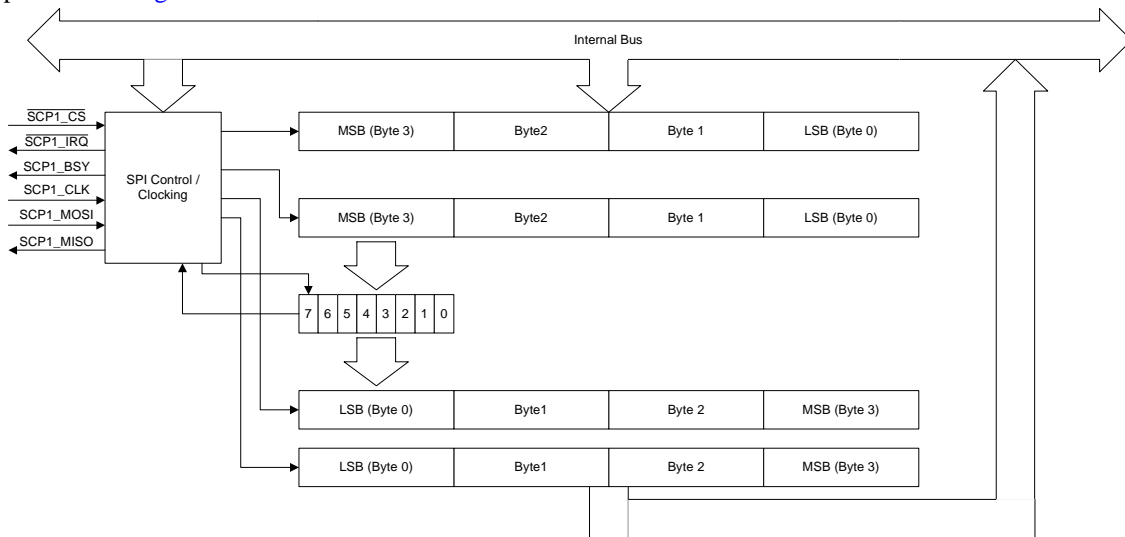 Internal Bus
SCP1_CS
SCP1_IRQ
SCP1_BSY
SCP1_CLK
SCP1_MOSI
SCP1_MISO
SPI Control /
Clocking
MSB (Byte 3) Byte2 Byte 1 LSB (Byte 0)
MSB (Byte 3) Byte2 Byte 1 LSB (Byte 0)
7 6 5 4 3 2 1 0
LSB (Byte 0) Byte1 Byte 2 MSB (Byte 3)
LSB (Byte 0) Byte1 Byte 2 MSB (Byte 3)